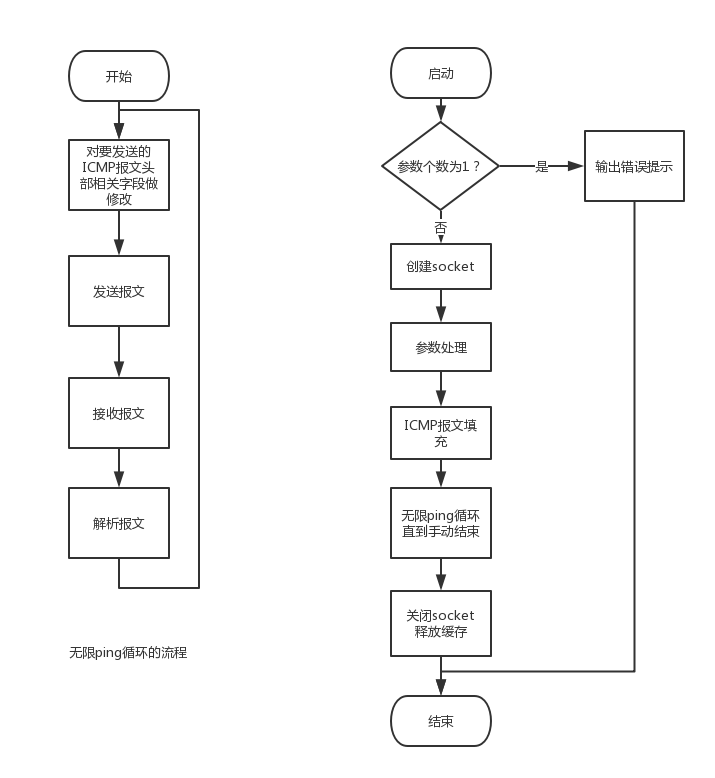 开始
对要发送的
ICMP报文头
部相关字段做
修改
发送报文
接收报文
解析报文
无限ping循环的流程
启动
参数个数为1？
是
输出错误提示
否
创建socket
参数处理
ICMP报文填
充
无限ping循环
直到手动结束
关闭socket
释放缓存
结束